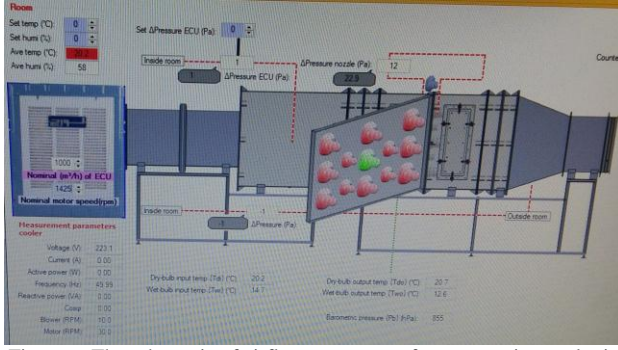 Room
Set temp (°C): 0
Set humi (%): 0
Ave temp (°C): 20.2
Ave humi (%): 58
Set ΔPressure ECU (Pa) 0
Inside room
1
1 ΔPressure ECU (Pa):
ΔPressure nozzle (Pa): 12
22.9
Counte
1000
Nominal (m³/h) of ECU
1425
Nominal motor speed(rpm)
Inside room
-1
-1 ΔPressure (Pa)
Outside room
Measurement parameters
cooler
Voltage (V): 223.1
Current (A): 0.00
Active power (W): 0.00
Frequency (Hz): 49.99
Reactive power (VA): 0.00
Cosφ 0.00
Blower (RPM): 10.0
Motor (RPM): 30.0
Dry-bulb input temp (Tdi) (°C) 20.2
Wet-bulb input temp (Twi) (°C) 14.7
Dry-bulb output temp (Tdo) (°C) 20.7
Wet-bulb output temp (Two) (°C) 12.6
Barometric pressure (Pb) (hPa): 855